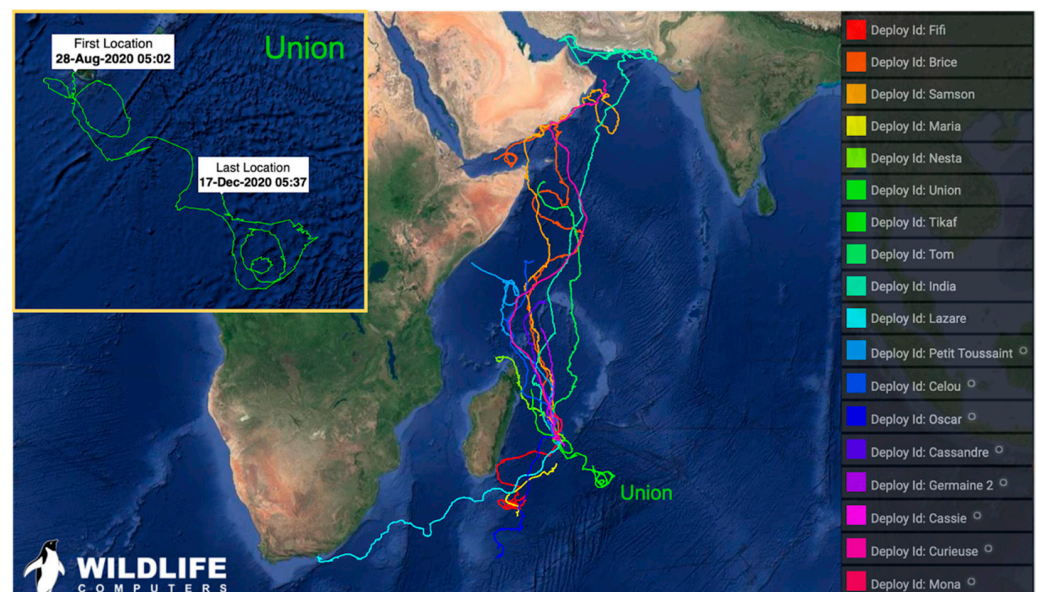 First Location
28-Aug-2020 05:02
Union
Last Location
17-Dec-2020 05:37
Union
WILDLIFE
COMPUTERS
Deploy Id: Fifi
Deploy Id: Brice
Deploy Id: Samson
Deploy Id: Maria
Deploy Id: Nesta
Deploy Id: Union
Deploy Id: Tikaf
Deploy Id: Tom
Deploy Id: India
Deploy Id: Lazare
Deploy Id: Petit Toussaint
Deploy Id: Celou
Deploy Id: Oscar
Deploy Id: Cassandre
Deploy Id: Germaine 2
Deploy Id: Cassie
Deploy Id: Curieuse
Deploy Id: Mona